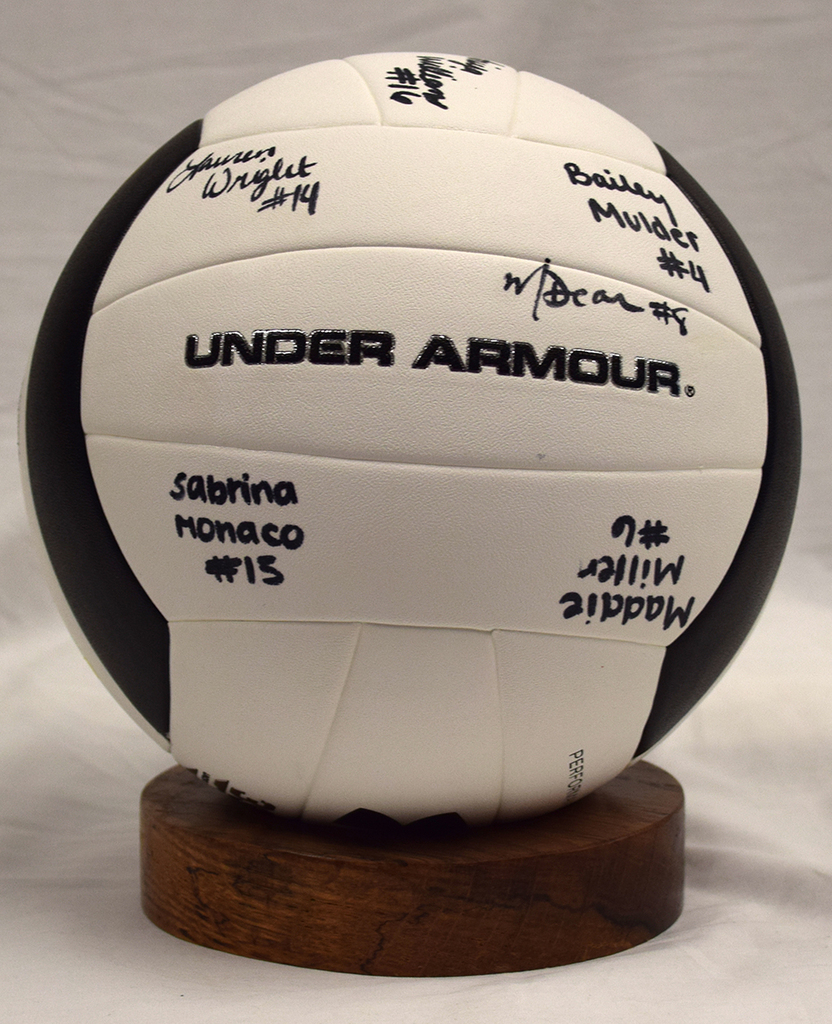 #16
Lauren
Wright
#14
Bailey
Mulder
#4
#8
UNDER ARMOUR®
Sabrina
Monaco
#15
Maddie
Miller
#6